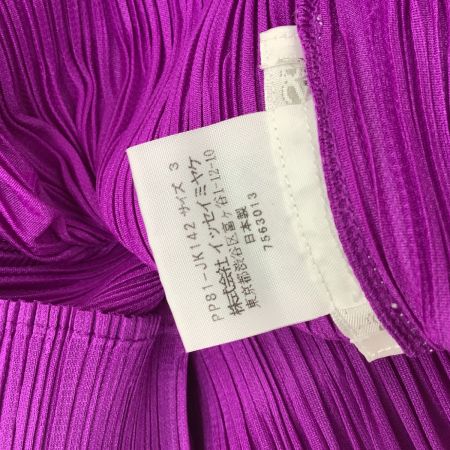 PP81-JK142 サイズ 3
株式会社 イッセイミヤケ
東京都渋谷区富ヶ谷1-12-10
日本製
7563013